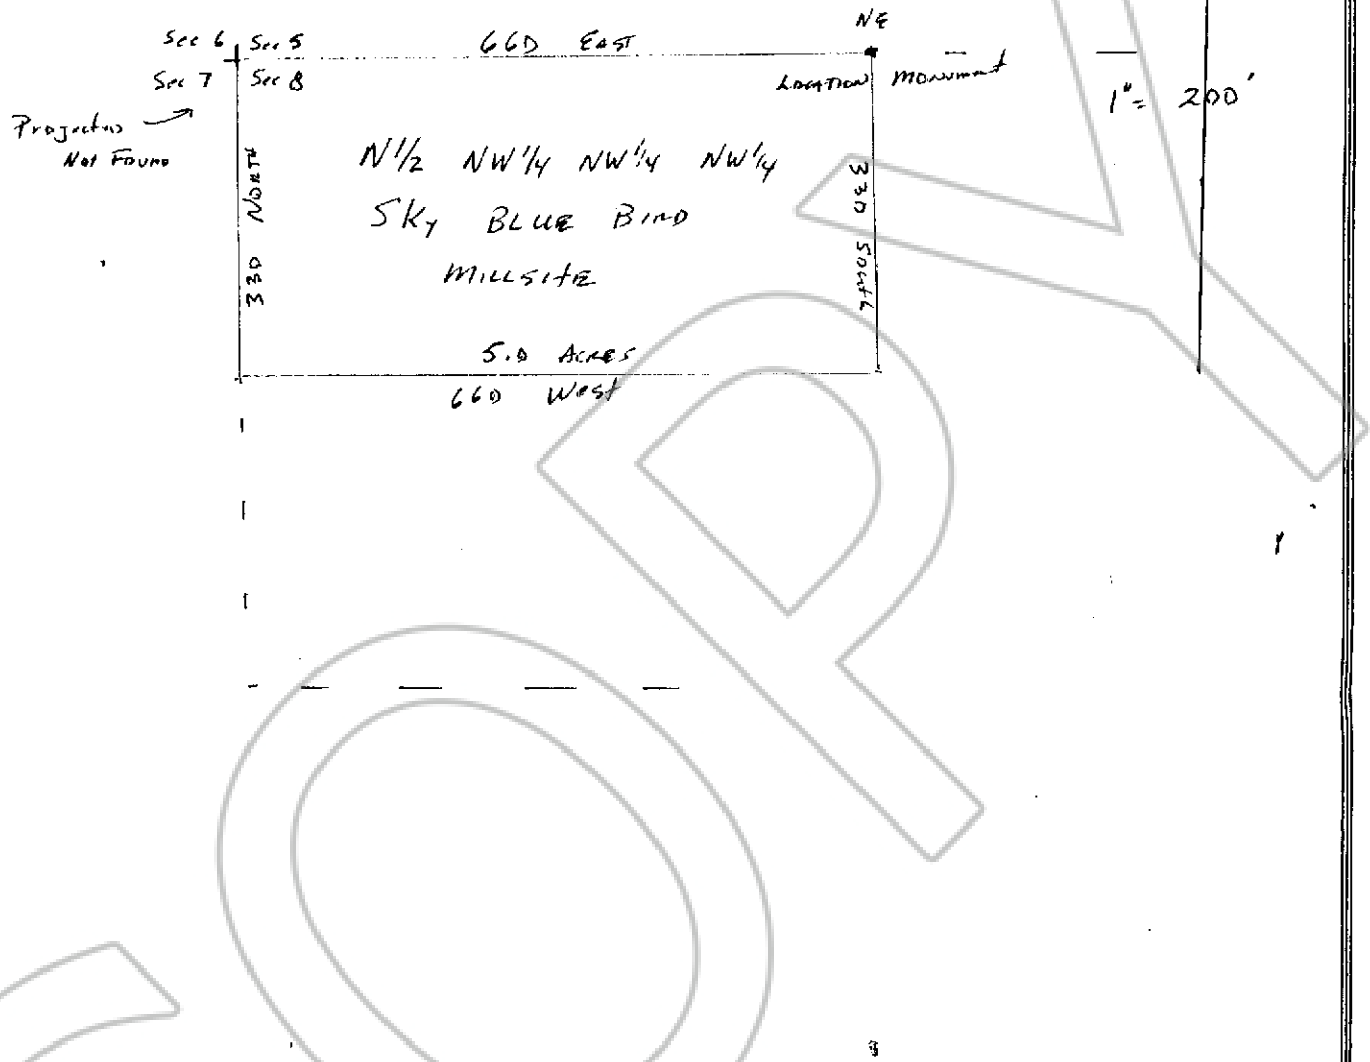 NE
Sec 6 Sec 5 660 EAST
Sec 7 Sec 8 LOCATION MONUMENT
1" = 200'
Projected
Not Found
N1/2 NW1/4 NW1/4 NW1/4
330 NORTH
330 South
SKy BLUE BIRD
MILLSITE
5.0 ACRES
660 West
COPY